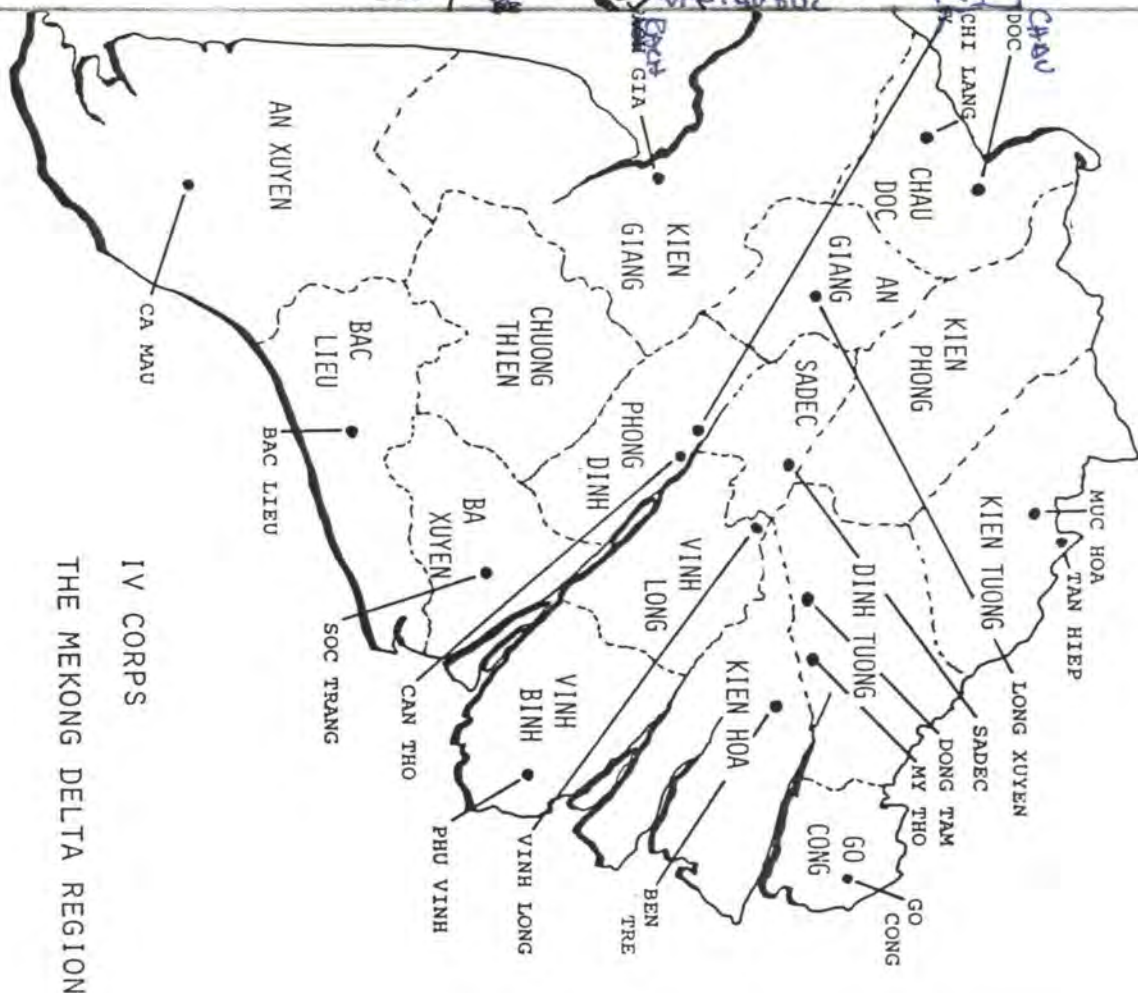 MUC HOA
TAN HIEP
CHAU
DOC
CHI LANG
LONG XUYEN
SADEC
DONG TAM
MY THO
GO
CONG
KIEN TUONG
KIEN
PHONG
CHAU
DOC
AN
GIANG
DINH TUONG
GO
CONG
SADEC
KIEN HOA
BEN
TRE
RACH
GIA
KIEN
GIANG
VINH
LONG
PHONG
DINH
VINH
BINH
VINH LONG
PHU VINH
CHUONG
THIEN
BA
XUYEN
CAN THO
SOC TRANG
BAC
LIEU
BAC LIEU
AN XUYEN
CA MAU
IV CORPS
THE MEKONG DELTA REGION